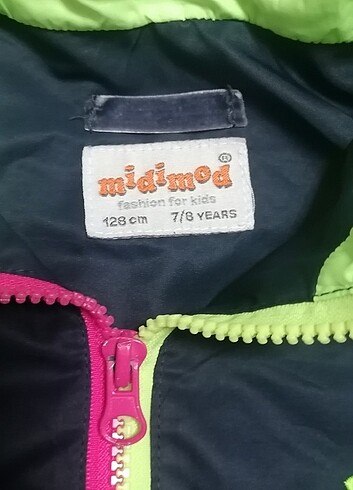 midimod ®
fashion for kids
128 cm 7/8 YEARS